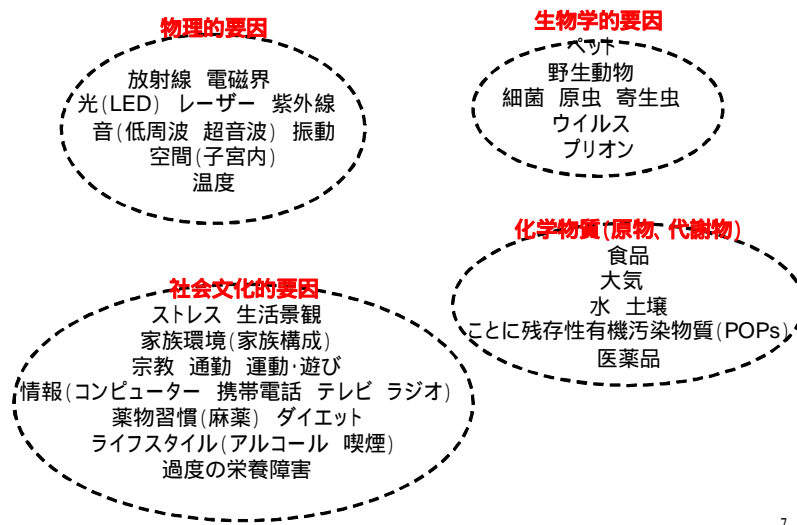 物理的要因
放射線 電磁界
光(LED) レーザー 紫外線
音(低周波 超音波) 振動
空間(子宮内)
温度
生物学的要因
ペット
野生動物
細菌 原虫 寄生虫
ウイルス
プリオン
社会文化的要因
ストレス 生活景観
家族環境(家族構成)
宗教 通勤 運動・遊び
情報(コンピューター 携帯電話 テレビ ラジオ)
薬物習慣(麻薬) ダイエット
ライフスタイル(アルコール 喫煙)
過度の栄養障害
化学物質(原物、代謝物)
食品
大気
水 土壌
ことに残存性有機汚染物質(POPs)
医薬品
7